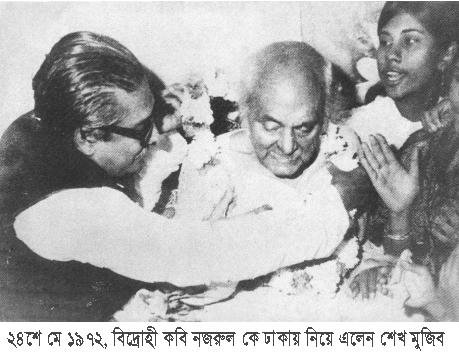 ২৪শে মে ১৯৭২, বিদ্রোহী কবি নজরুল কে ঢাকায় নিয়ে এলেন শেখ মুজিব